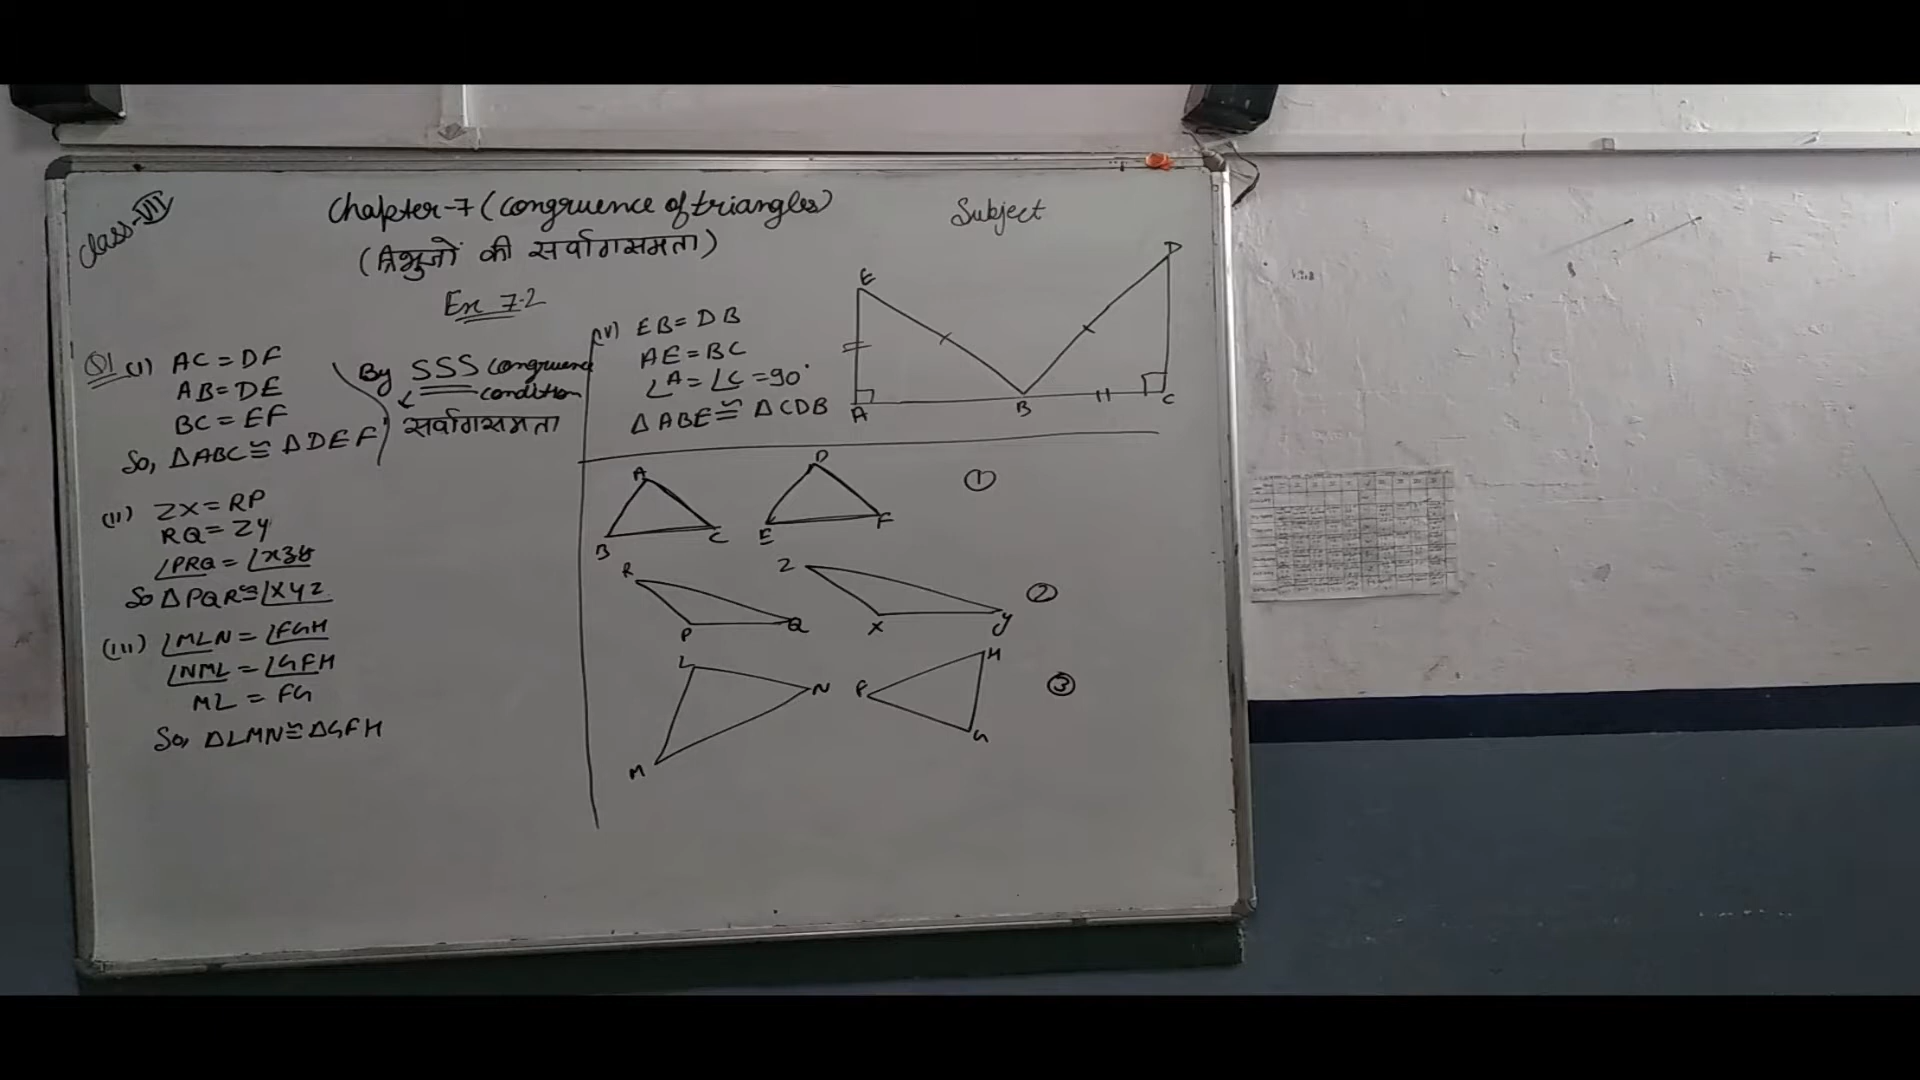 Class-VII
Chapter-7 (Congruence of triangles)
(त्रिभुजों की सर्वागसमता)
Subject
Ex 7.2
Q1 (i) AC = DF
AB = DE
BC = EF
So, ΔABC ≅ ΔDEF
By SSS congruence
condition
सर्वागसमता
(ii) ZX = RP
RQ = ZY
∠PRQ = ∠XZY
So ΔPQR ≅ ∠XYZ
(iii) ∠MLN = ∠FGH
∠NML = ∠GFH
ML = FG
So, ΔLMN ≅ ΔGFH
(iv) EB = DB
AE = BC
∠A = ∠C = 90°
ΔABE ≅ ΔCDB
E
D
A
B
C
A
D
①
B
C
E
F
R
Z
②
P
Q
X
Y
L
N
F
H
③
M
G